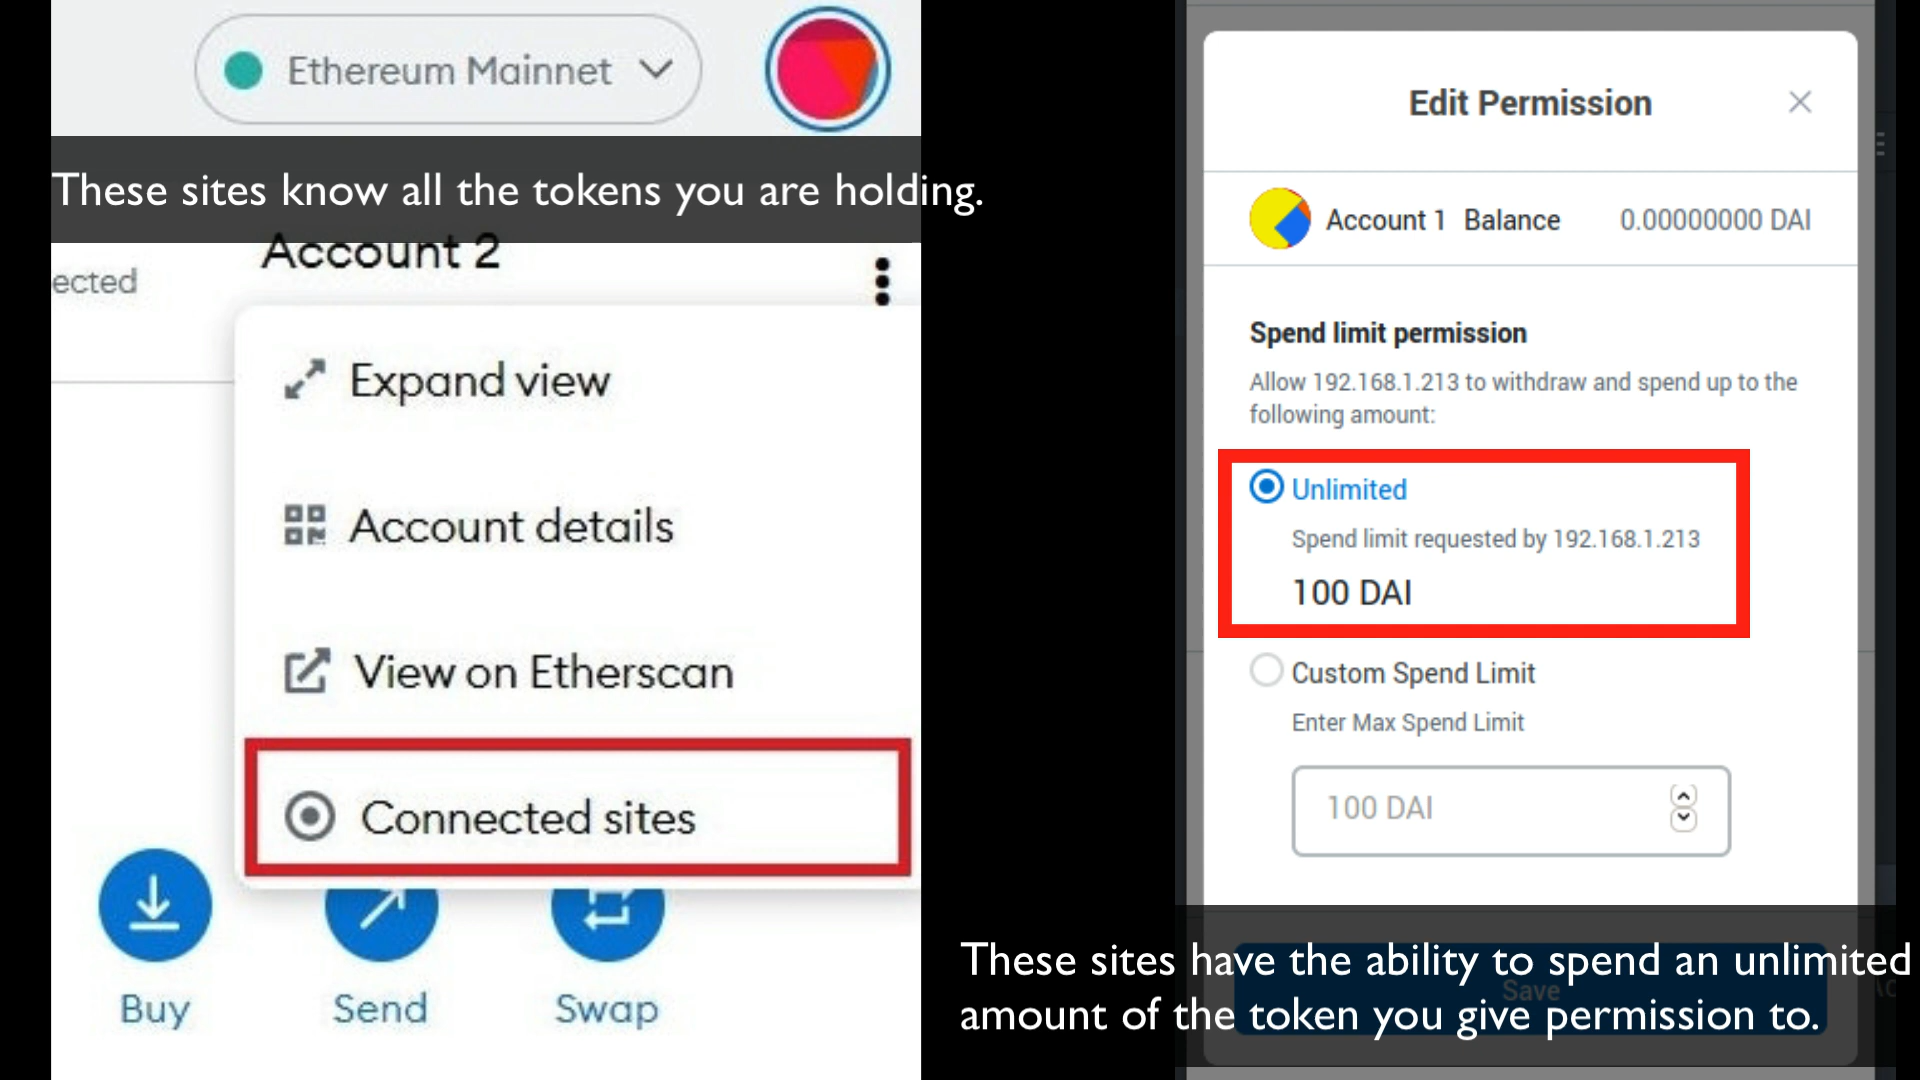 Ethereum Mainnet
These sites know all the tokens you are holding.
Account 2
ected
Expand view
Account details
View on Etherscan
Connected sites
Buy
Send
Swap
Edit Permission
Account 1 Balance 0.00000000 DAI
Spend limit permission
Allow 192.168.1.213 to withdraw and spend up to the
following amount:
Unlimited
Spend limit requested by 192.168.1.213
100 DAI
Custom Spend Limit
Enter Max Spend Limit
100 DAI
Save
These sites have the ability to spend an unlimited
amount of the token you give permission to.